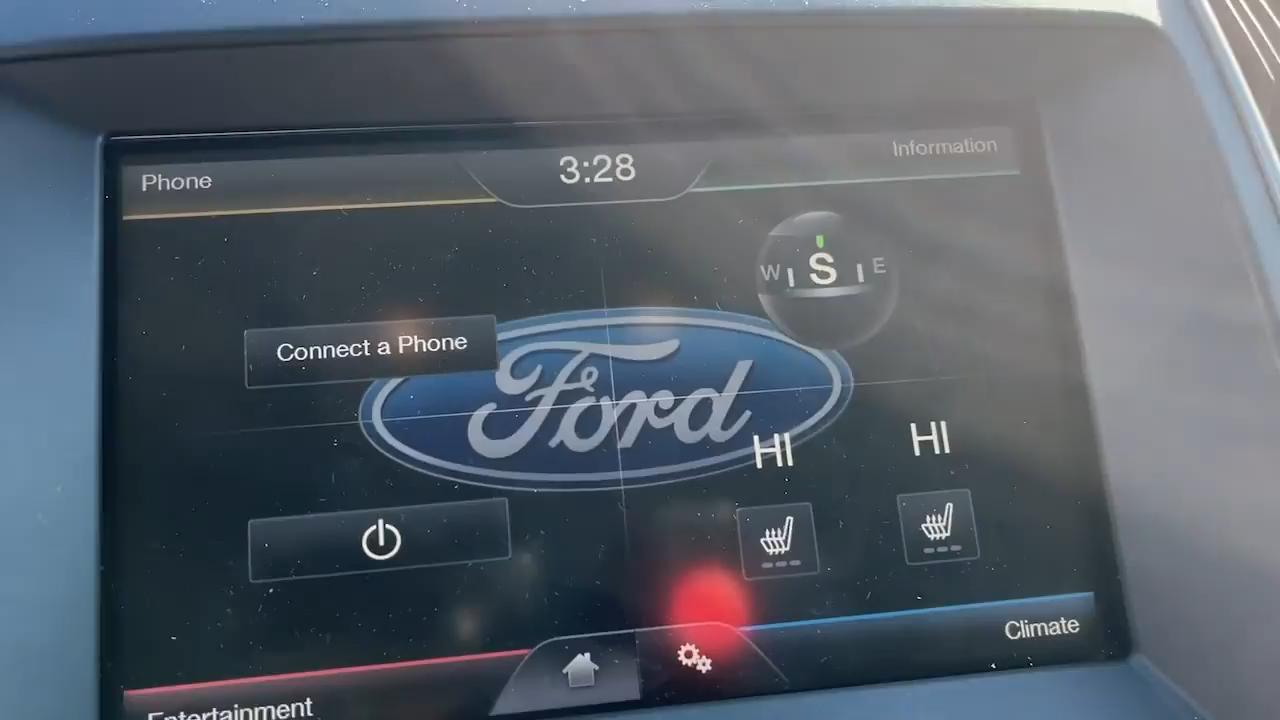 Phone
3:28
Information
W S E
Connect a Phone
Ford
HI
HI
Climate
Entertainment